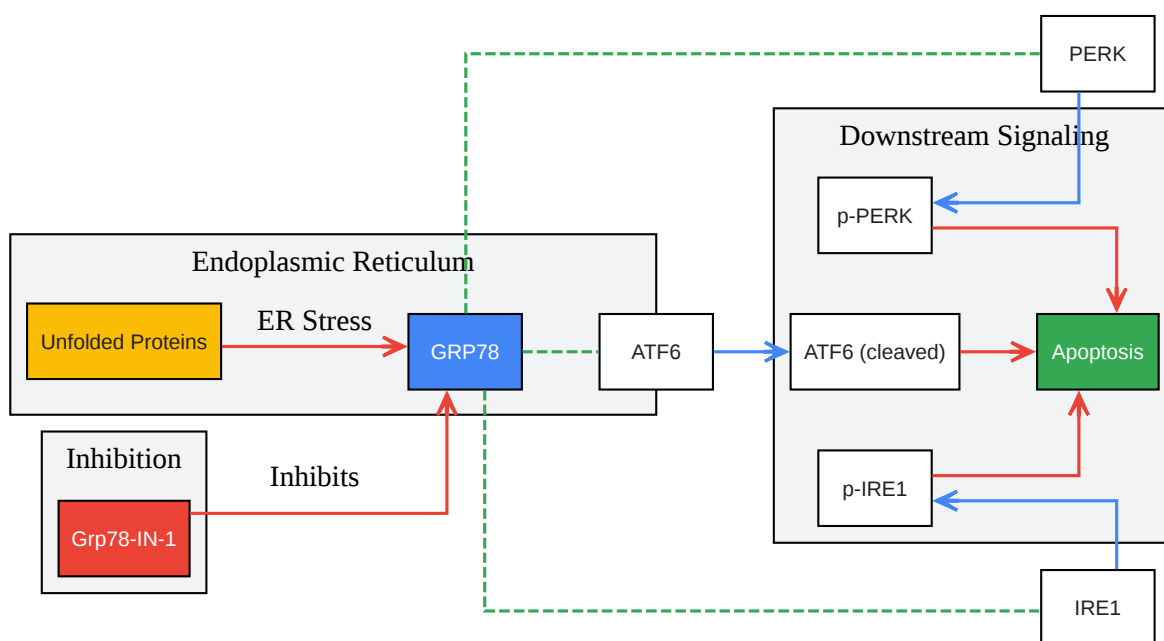 PERK
Downstream Signaling
p-PERK
Endoplasmic Reticulum
Unfolded Proteins
ER Stress
GRP78
ATF6
ATF6 (cleaved)
Apoptosis
Inhibition
Inhibits
Grp78-IN-1
p-IRE1
IRE1